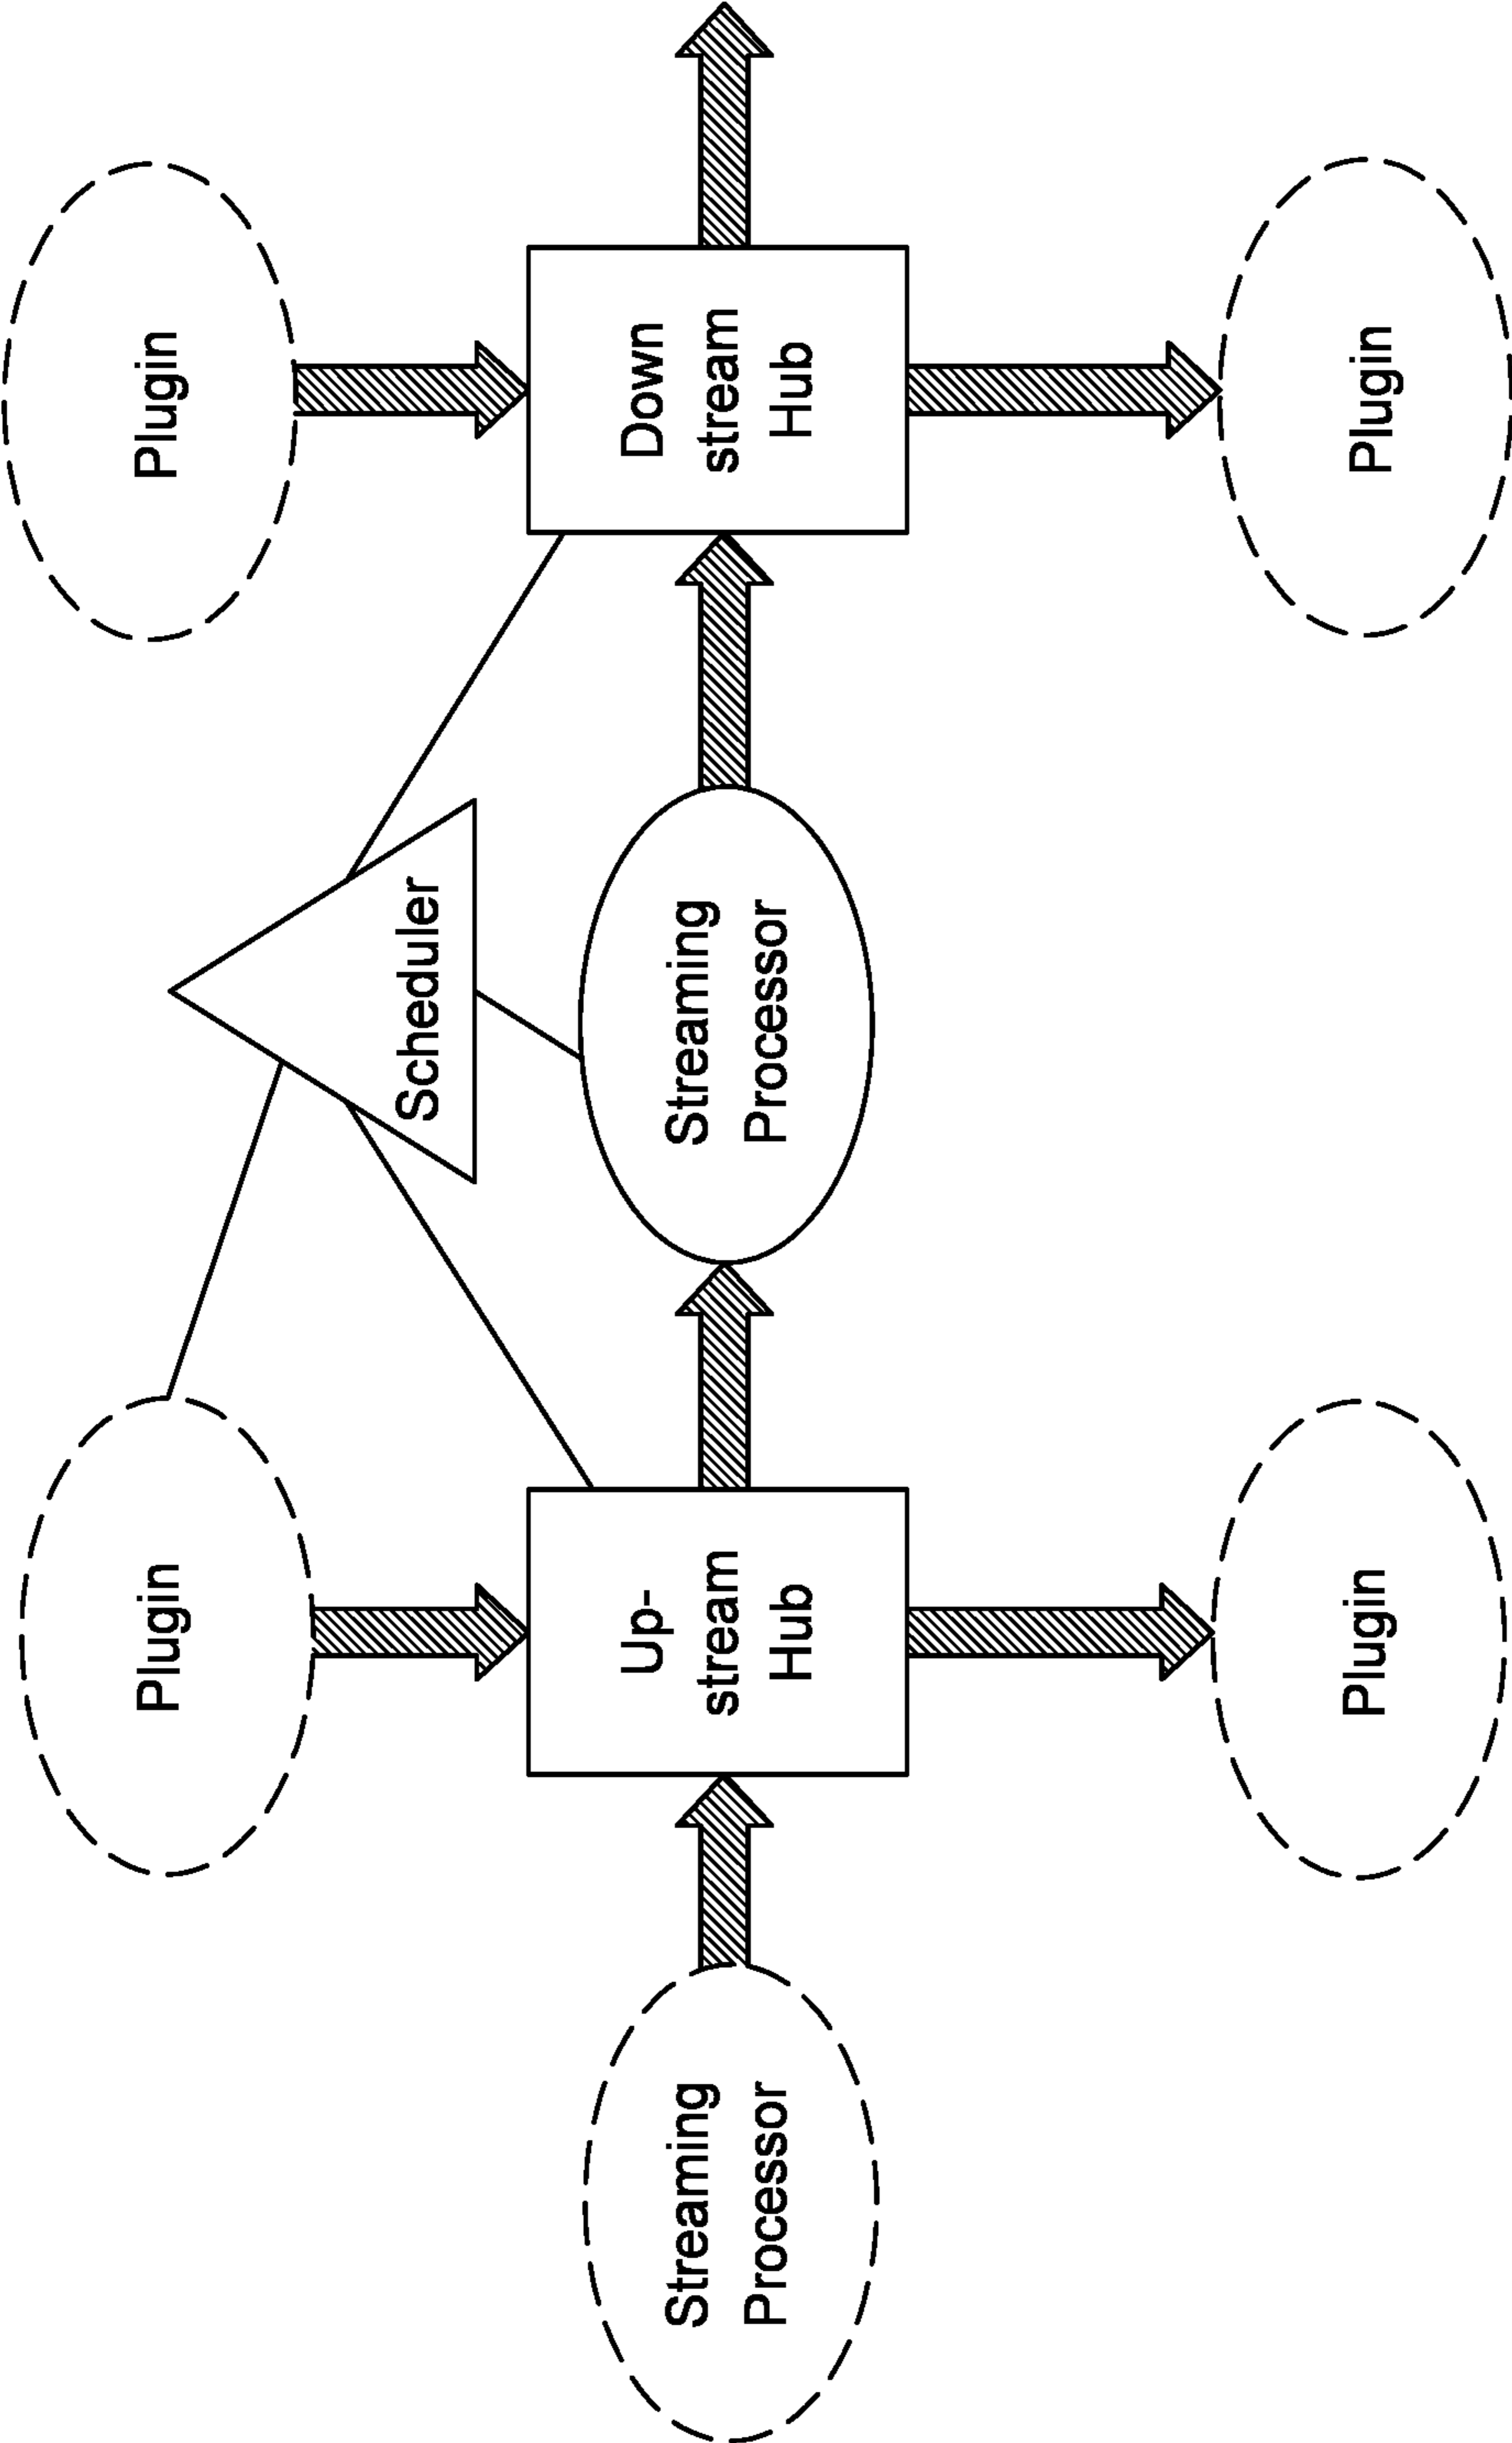 Plugin
Plugin
Scheduler
Streaming
Processor
Up-
stream
Hub
Streaming
Processor
Down
stream
Hub
Plugin
Plugin